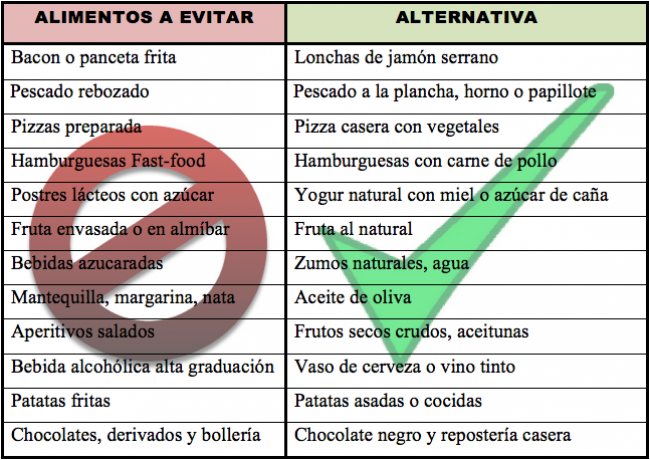 ALIMENTOS A EVITAR ALTERNATIVA
Bacon o panceta frita Lonchas de jamón serrano
Pescado rebozado Pescado a la plancha, horno o papillote
Pizzas preparada Pizza casera con vegetales
Hamburguesas Fast-food Hamburguesas con carne de pollo
Postres lácteos con azúcar Yogur natural con miel o azúcar de caña
Fruta envasada o en almíbar Fruta al natural
Bebidas azucaradas Zumos naturales, agua
Mantequilla, margarina, nata Aceite de oliva
Aperitivos salados Frutos secos crudos, aceitunas
Bebida alcohólica alta graduación Vaso de cerveza o vino tinto
Patatas fritas Patatas asadas o cocidas
Chocolates, derivados y bollería Chocolate negro y repostería casera